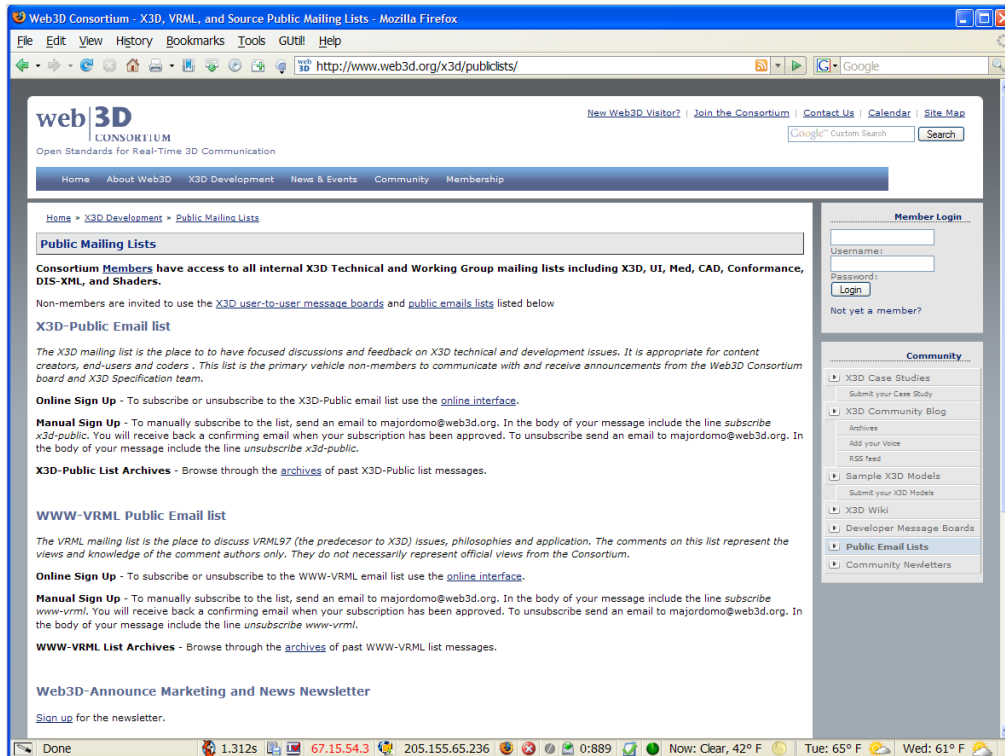 Web3D Consortium - X3D, VRML, and Source Public Mailing Lists - Mozilla Firefox
File Edit View History Bookmarks Tools GUtil! Help
http://www.web3d.org/x3d/publiclists/ Google
web 3D
CONSORTIUM
Open Standards for Real-Time 3D Communication
New Web3D Visitor? | Join the Consortium | Contact Us | Calendar | Site Map
Google™ Custom Search Search
Home About Web3D X3D Development News & Events Community Membership
Home » X3D Development » Public Mailing Lists
Public Mailing Lists
Consortium Members have access to all internal X3D Technical and Working Group mailing lists including X3D, UI, Med, CAD, Conformance,
DIS-XML, and Shaders.
Non-members are invited to use the X3D user-to-user message boards and public emails lists listed below
X3D-Public Email list
The X3D mailing list is the place to to have focused discussions and feedback on X3D technical and development issues. It is appropriate for content
creators, end-users and coders . This list is the primary vehicle non-members to communicate with and receive announcements from the Web3D Consortium
board and X3D Specification team.
Online Sign Up - To subscribe or unsubscribe to the X3D-Public email list use the online interface.
Manual Sign Up - To manually subscribe to the list, send an email to majordomo@web3d.org. In the body of your message include the line subscribe
x3d-public. You will receive back a confirming email when your subscription has been approved. To unsubscribe send an email to majordomo@web3d.org. In
the body of your message include the line unsubscribe x3d-public.
X3D-Public List Archives - Browse through the archives of past X3D-Public list messages.
WWW-VRML Public Email list
The VRML mailing list is the place to discuss VRML97 (the predecesor to X3D) issues, philosophies and application. The comments on this list represent the
views and knowledge of the comment authors only. They do not necessarily represent official views from the Consortium.
Online Sign Up - To subscribe or unsubscribe to the WWW-VRML email list use the online interface.
Manual Sign Up - To manually subscribe to the list, send an email to majordomo@web3d.org. In the body of your message include the line subscribe
www-vrml. You will receive back a confirming email when your subscription has been approved. To unsubscribe send an email to majordomo@web3d.org. In
the body of your message include the line unsubscribe www-vrml.
WWW-VRML List Archives - Browse through the archives of past WWW-VRML list messages.
Web3D-Announce Marketing and News Newsletter
Sign up for the newsletter.
Member Login
Username:
Password:
Login
Not yet a member?
Community
X3D Case Studies
Submit your Case Study
X3D Community Blog
Archives
Add your Voice
RSS feed
Sample X3D Models
Submit your X3D Models
X3D Wiki
Developer Message Boards
Public Email Lists
Community Newletters
Done 1.312s 67.15.54.3 205.155.65.236 0:889 Now: Clear, 42° F Tue: 65° F Wed: 61° F